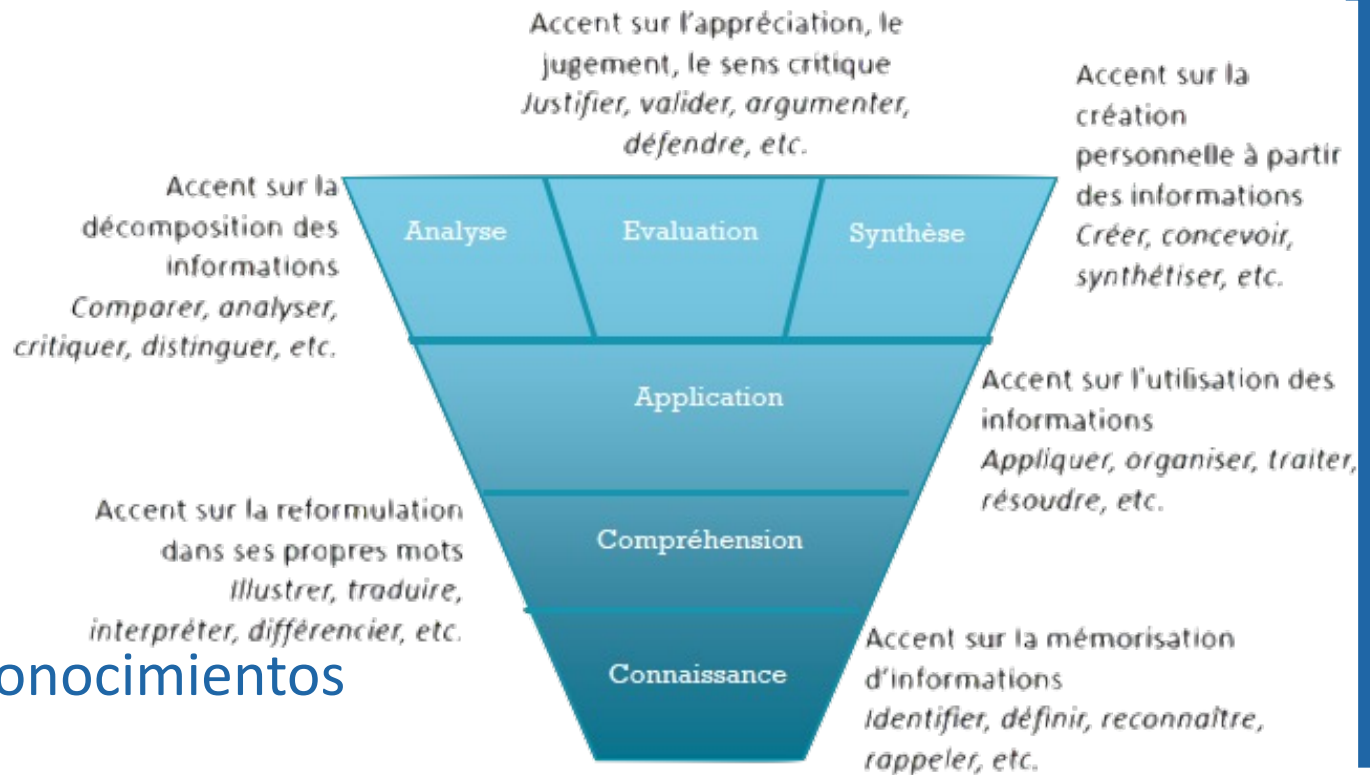 Accent sur l'appréciation, le
jugement, le sens critique
Justifier, valider, argumenter,
défendre, etc.
Accent sur la
création
personnelle à partir
des informations
Créer, concevoir,
synthétiser, etc.
Accent sur la
décomposition des
informations
Comparer, analyser,
critiquer, distinguer, etc.
Analyse
Evaluation
Synthèse
Application
Accent sur l'utilisation des
informations
Appliquer, organiser, traiter,
résoudre, etc.
Accent sur la reformulation
dans ses propres mots
Illustrer, traduire,
interpréter, différencier, etc.
Compréhension
onocimientos
Connaissance
Accent sur la mémorisation
d'informations
Identifier, définir, reconnaître,
rappeler, etc.